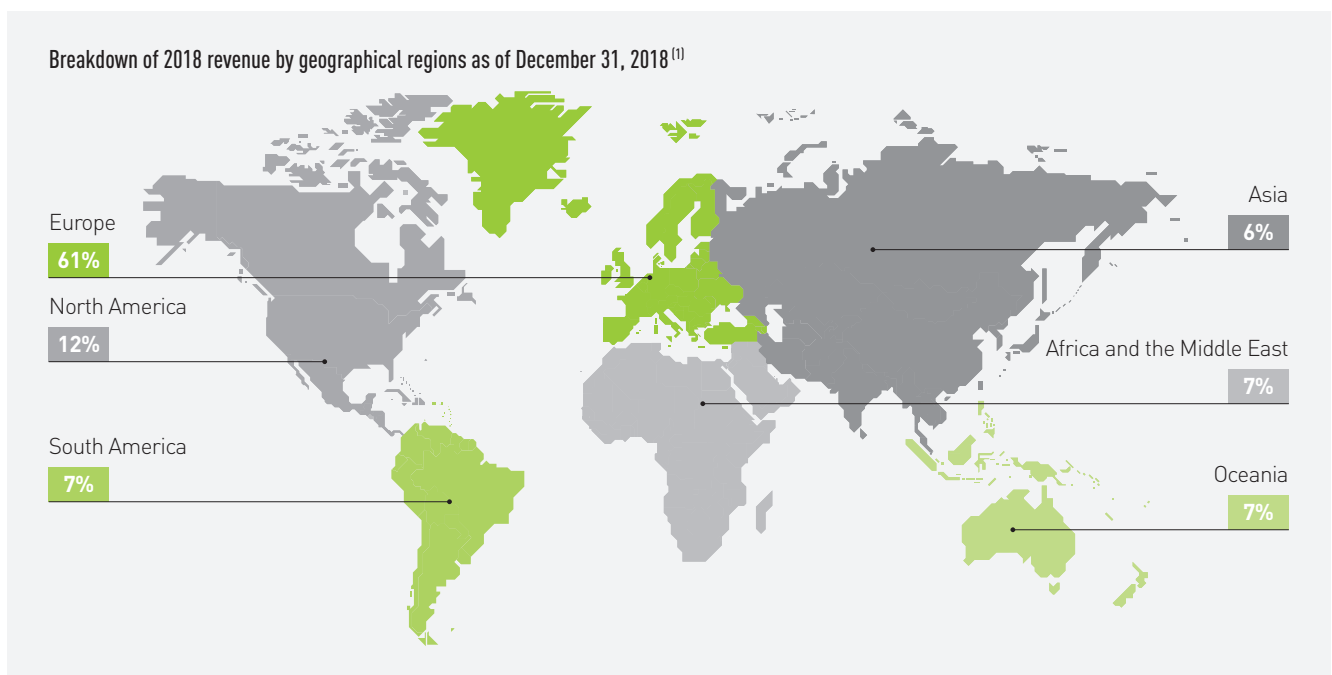 Breakdown of 2018 revenue by geographical regions as of December 31, 2018 (1)
Europe
61%
North America
12%
South America
7%
Asia
6%
Africa and the Middle East
7%
Oceania
7%